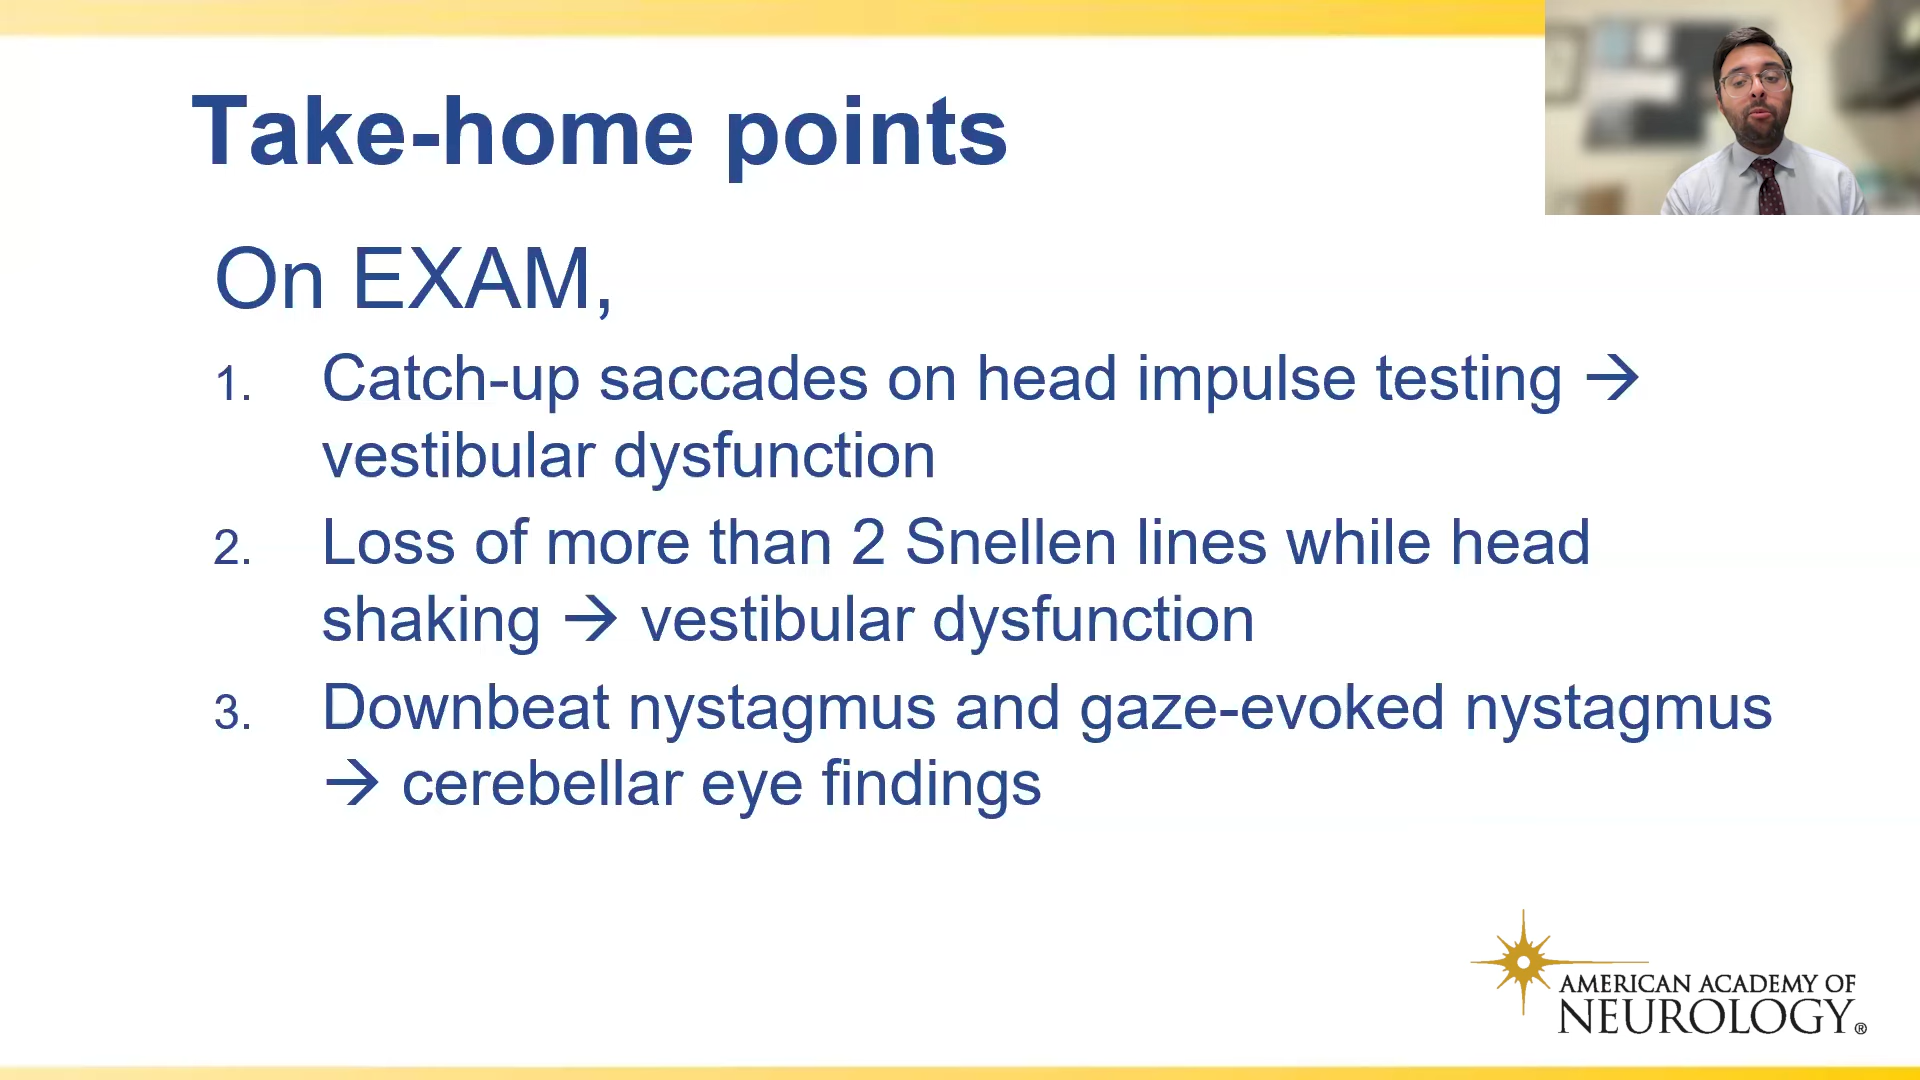 Take-home points
On EXAM,
1. Catch-up saccades on head impulse testing →
vestibular dysfunction
2. Loss of more than 2 Snellen lines while head
shaking → vestibular dysfunction
3. Downbeat nystagmus and gaze-evoked nystagmus
→ cerebellar eye findings
AMERICAN ACADEMY OF
NEUROLOGY®